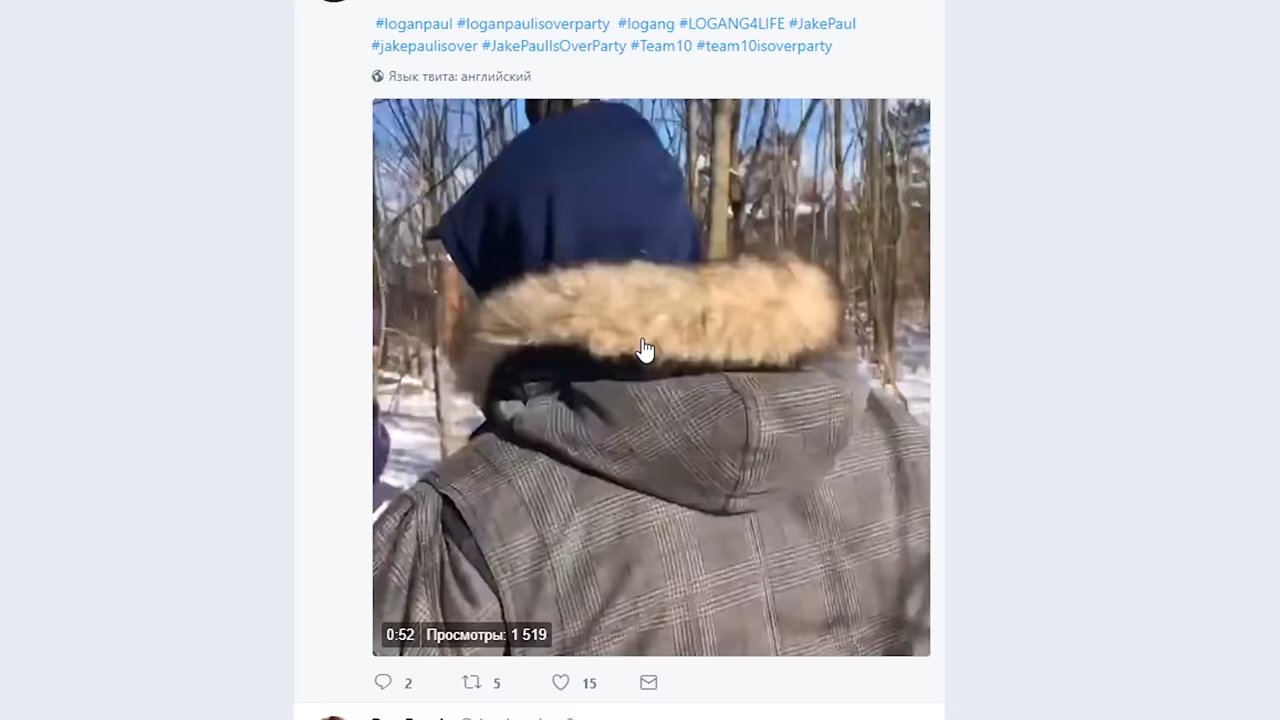 #loganpaul #loganpaulisoverparty #logang #LOGANG4LIFE #JakePaul
#jakepaulisover #JakePaulIsOverParty #Team10 #team10isoverparty
Язык твита: английский
0:52 Просмотры: 1 519
2 5 15